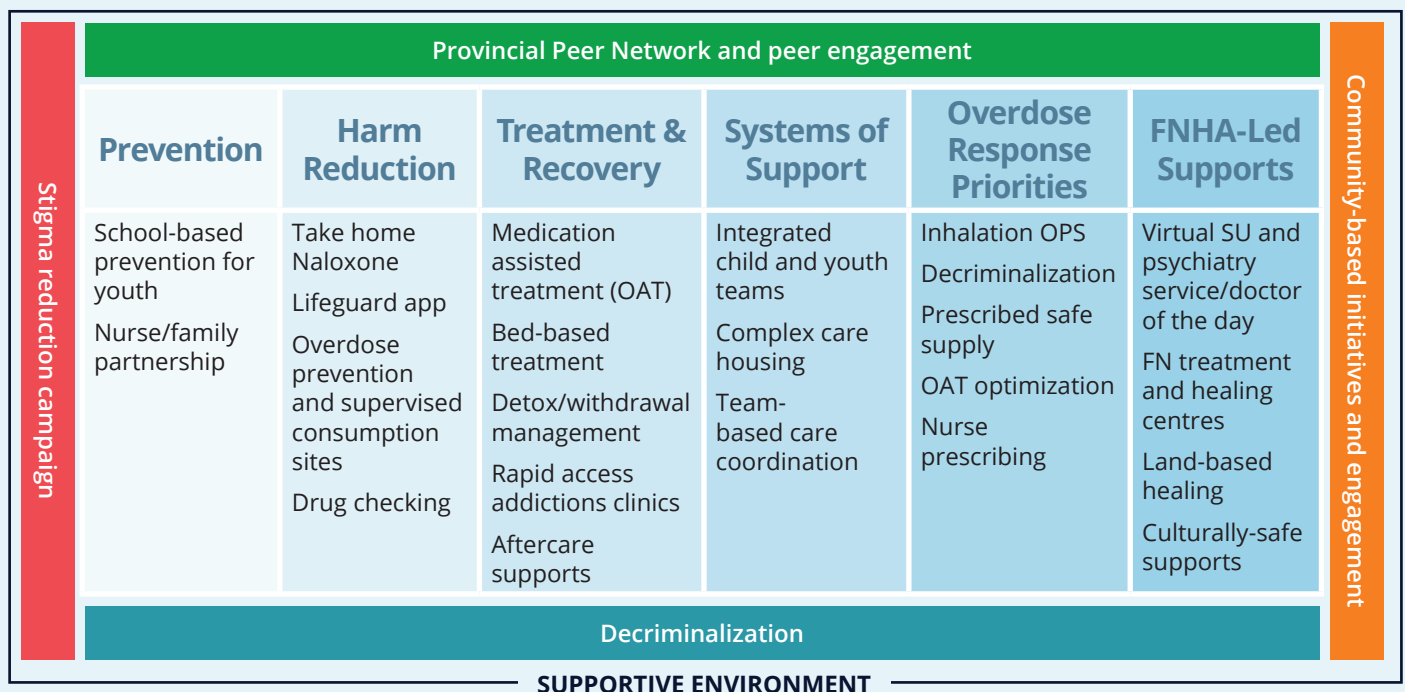 Provincial Peer Network and peer engagement
Stigma reduction campaign
Prevention
School-based
prevention for
youth
Nurse/family
partnership
Harm
Reduction
Take home
Naloxone
Lifeguard app
Overdose
prevention
and supervised
consumption
sites
Drug checking
Treatment &
Recovery
Medication
assisted
treatment (OAT)
Bed-based
treatment
Detox/withdrawal
management
Rapid access
addictions clinics
Aftercare
supports
Systems of
Support
Integrated
child and youth
teams
Complex care
housing
Team-
based care
coordination
Overdose
Response
Priorities
Inhalation OPS
Decriminalization
Prescribed safe
supply
OAT optimization
Nurse
prescribing
FNHA-Led
Supports
Virtual SU and
psychiatry
service/doctor
of the day
FN treatment
and healing
centres
Land-based
healing
Culturally-safe
supports
Community-based initiatives and engagement
Decriminalization
SUPPORTIVE ENVIRONMENT